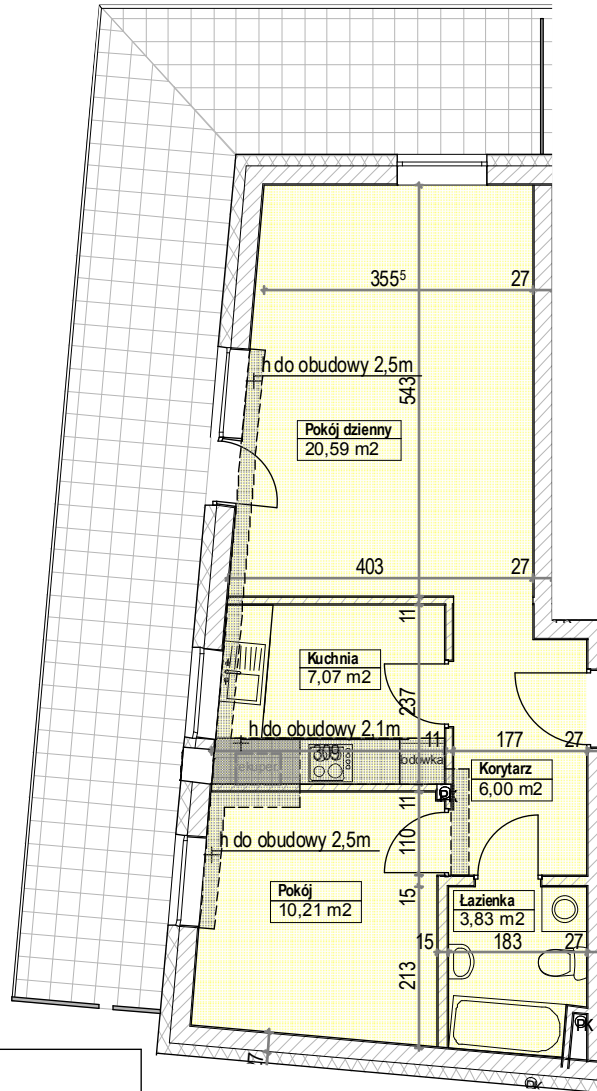 355⁵ 27
h do obudowy 2,5m
543
Pokój dzienny
20,59 m2
403 27
11
Kuchnia
7,07 m2
237
h do obudowy 2,1m
309
11 177 27
lodówka
Korytarz
6,00 m2
11
PK
110
h do obudowy 2,5m
Pokój
10,21 m2
15
Łazienka
3,83 m2
15 183 27
213
PK
PK